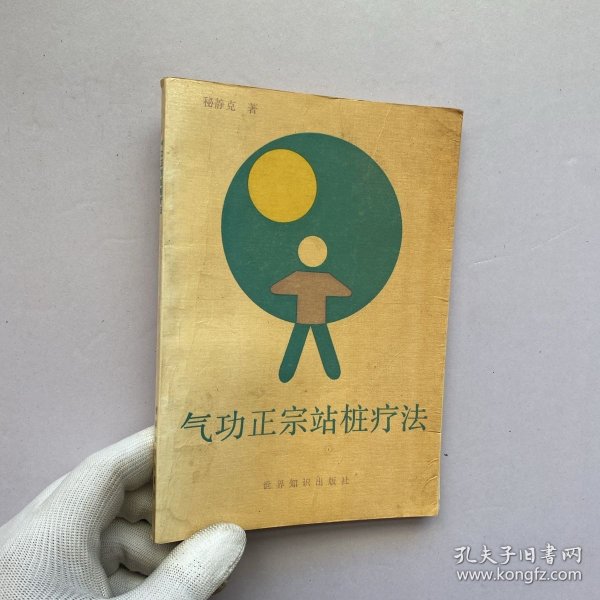 秘静克 著
气功正宗站桩疗法
世界知识出版社
孔夫子旧书网
www.kongfz.com